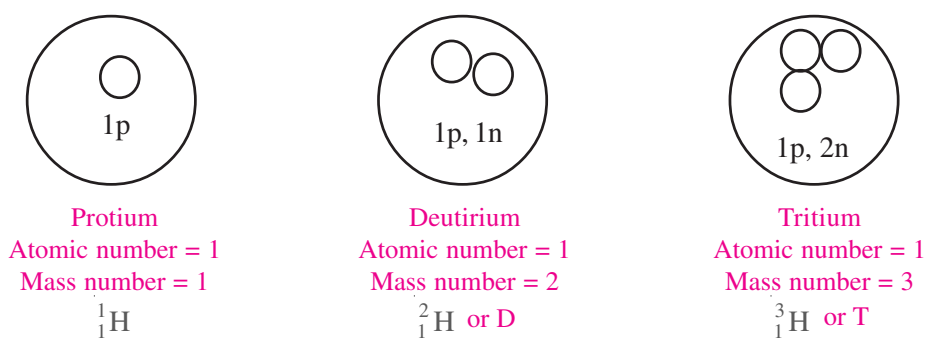 1p
1p, 1n
1p, 2n
Protium
Atomic number = 1
Mass number = 1
¹₁H
Deutirium
Atomic number = 1
Mass number = 2
²₁H or D
Tritium
Atomic number = 1
Mass number = 3
³₁H or T